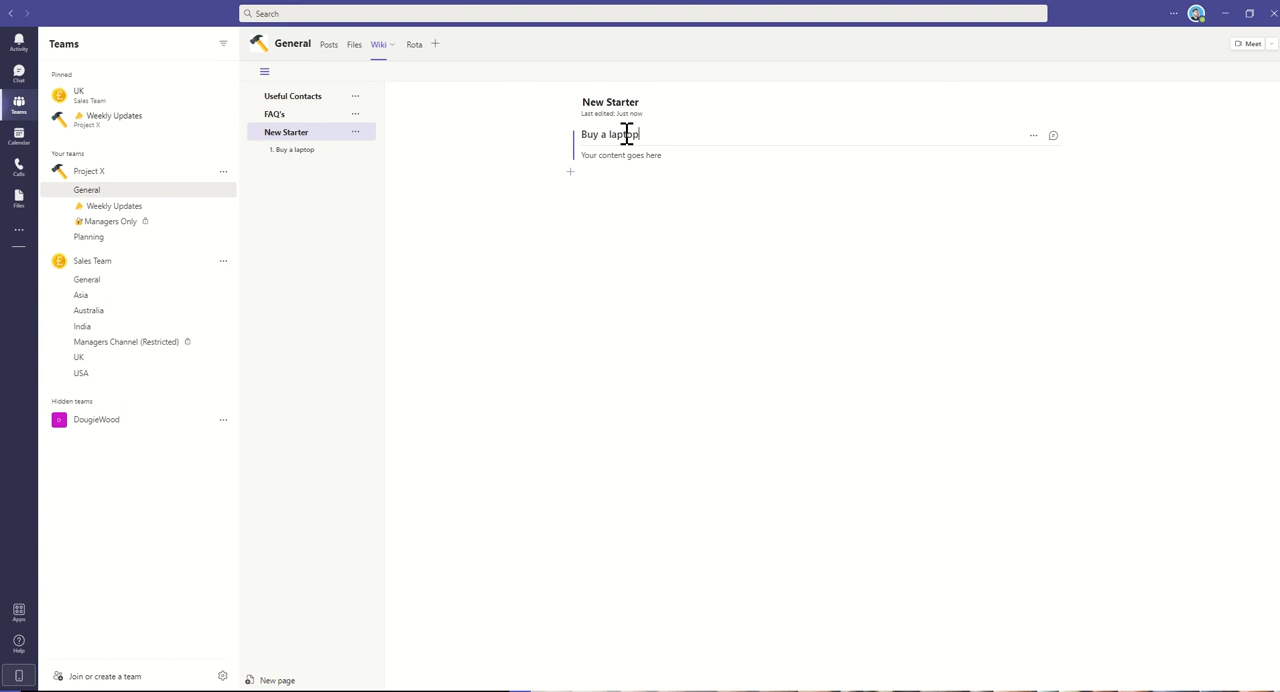 Search
Activity
Chat
Teams
Calendar
Calls
Files
Apps
Help
Teams
Pinned
UK
Sales Team
Weekly Updates
Project X
Your teams
Project X
General
Weekly Updates
Managers Only
Planning
Sales Team
General
Asia
Australia
India
Managers Channel (Restricted)
UK
USA
Hidden teams
D
DougieWood
Join or create a team
General Posts Files Wiki Rota
Meet
Useful Contacts
FAQ's
New Starter
1. Buy a laptop
New page
New Starter
Last edited: Just now
Buy a laptop
Your content goes here